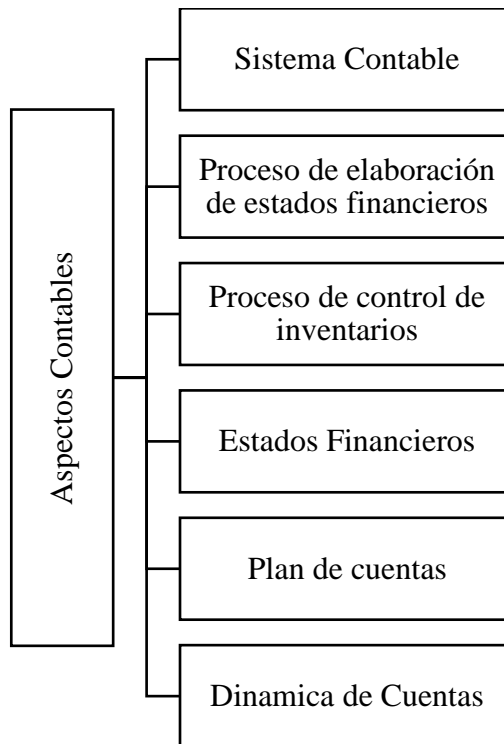 Aspectos Contables
Sistema Contable
Proceso de elaboración
de estados financieros
Proceso de control de
inventarios
Estados Financieros
Plan de cuentas
Dinamica de Cuentas